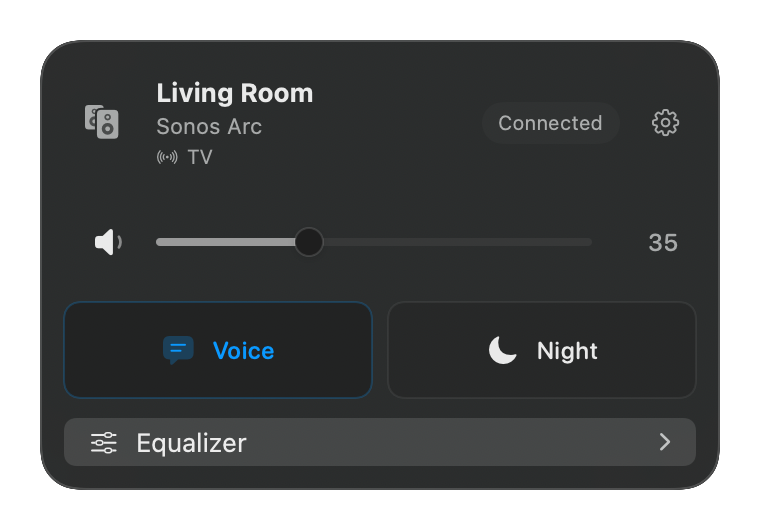 Living Room
Sonos Arc
Connected
TV
35
Voice
Night
Equalizer